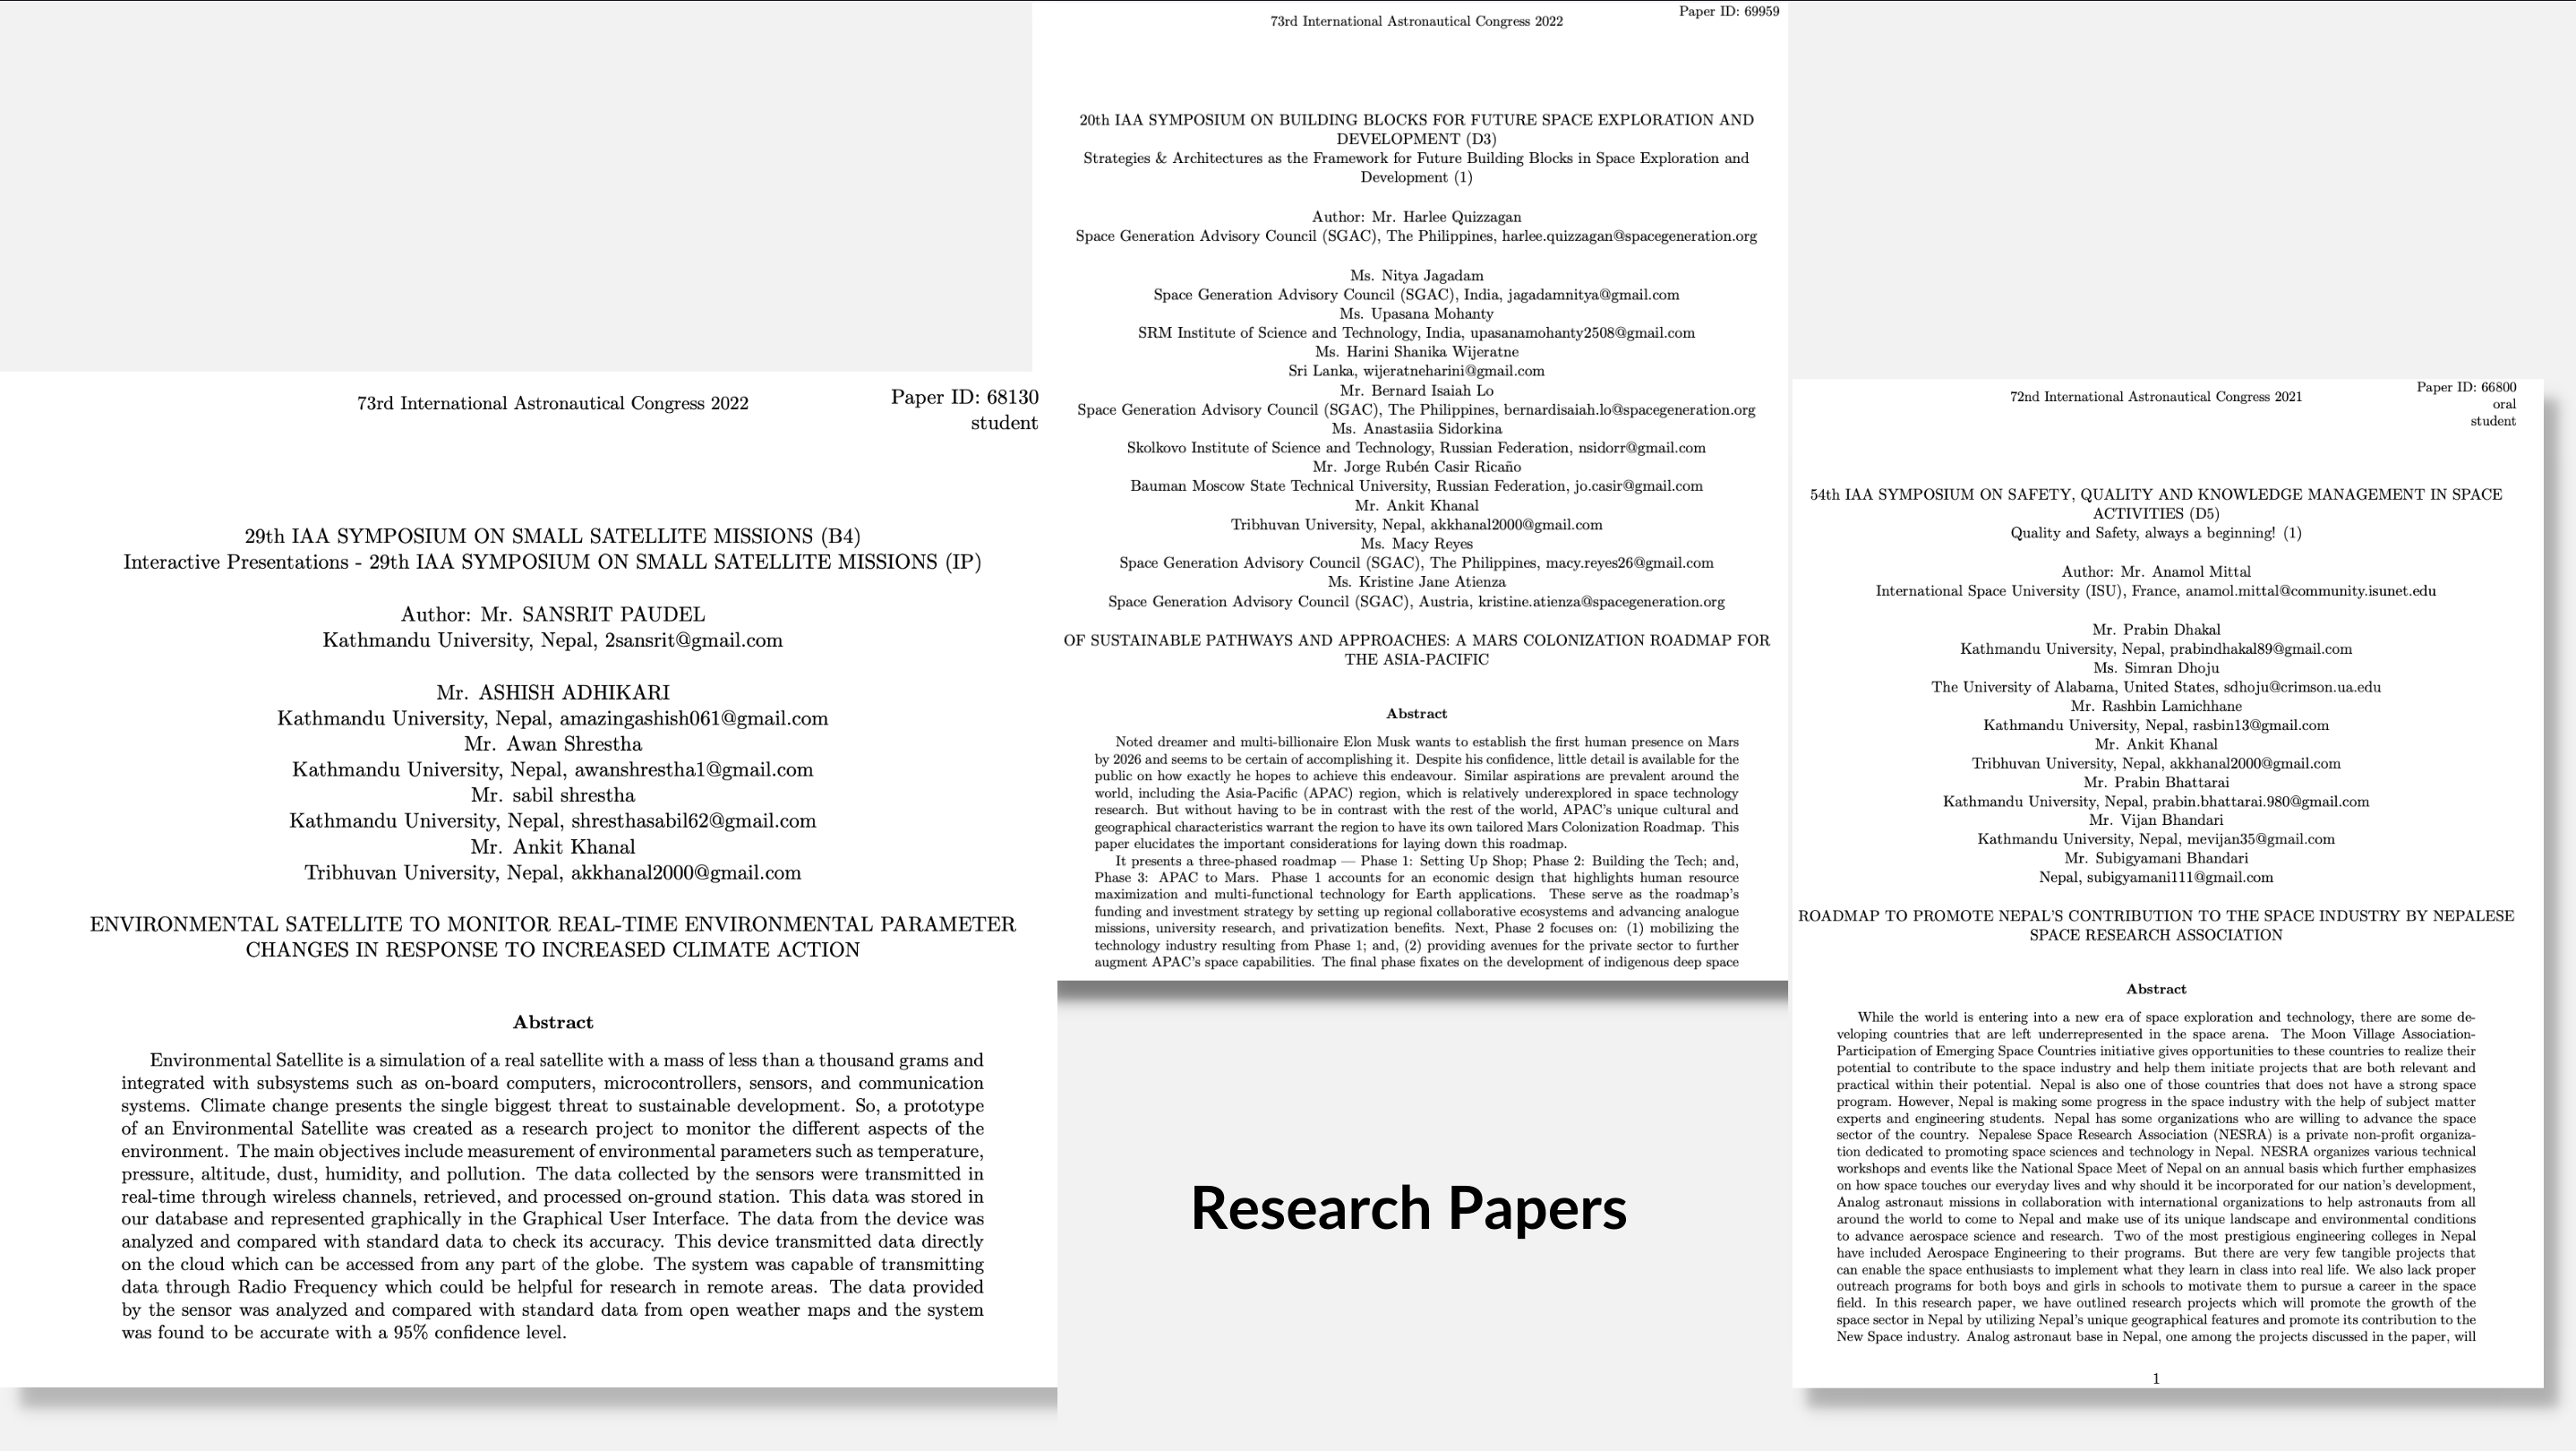 73rd International Astronautical Congress 2022
Paper ID: 68130
student
29th IAA SYMPOSIUM ON SMALL SATELLITE MISSIONS (B4)
Interactive Presentations - 29th IAA SYMPOSIUM ON SMALL SATELLITE MISSIONS (IP)
Author: Mr. SANSRIT PAUDEL
Kathmandu University, Nepal, 2sansrit@gmail.com
Mr. ASHISH ADHIKARI
Kathmandu University, Nepal, amazingashish061@gmail.com
Mr. Awan Shrestha
Kathmandu University, Nepal, awanshrestha1@gmail.com
Mr. sabil shrestha
Kathmandu University, Nepal, shresthasabil62@gmail.com
Mr. Ankit Khanal
Tribhuvan University, Nepal, akkhanal2000@gmail.com
ENVIRONMENTAL SATELLITE TO MONITOR REAL-TIME ENVIRONMENTAL PARAMETER
CHANGES IN RESPONSE TO INCREASED CLIMATE ACTION
Abstract
Environmental Satellite is a simulation of a real satellite with a mass of less than a thousand grams and
integrated with subsystems such as on-board computers, microcontrollers, sensors, and communication
systems. Climate change presents the single biggest threat to sustainable development. So, a prototype
of an Environmental Satellite was created as a research project to monitor the different aspects of the
environment. The main objectives include measurement of environmental parameters such as temperature,
pressure, altitude, dust, humidity, and pollution. The data collected by the sensors were transmitted in
real-time through wireless channels, retrieved, and processed on-ground station. This data was stored in
our database and represented graphically in the Graphical User Interface. The data from the device was
analyzed and compared with standard data to check its accuracy. This device transmitted data directly
on the cloud which can be accessed from any part of the globe. The system was capable of transmitting
data through Radio Frequency which could be helpful for research in remote areas. The data provided
by the sensor was analyzed and compared with standard data from open weather maps and the system
was found to be accurate with a 95% confidence level.
Paper ID: 69959
73rd International Astronautical Congress 2022
20th IAA SYMPOSIUM ON BUILDING BLOCKS FOR FUTURE SPACE EXPLORATION AND
DEVELOPMENT (D3)
Strategies & Architectures as the Framework for Future Building Blocks in Space Exploration and
Development (1)
Author: Mr. Harlee Quizzagan
Space Generation Advisory Council (SGAC), The Philippines, harlee.quizzagan@spacegeneration.org
Ms. Nitya Jagadam
Space Generation Advisory Council (SGAC), India, jagadamnitya@gmail.com
Ms. Upasana Mohanty
SRM Institute of Science and Technology, India, upasanamohanty2508@gmail.com
Ms. Harini Shanika Wijeratne
Sri Lanka, wijeratneharini@gmail.com
Mr. Bernard Isaiah Lo
Space Generation Advisory Council (SGAC), The Philippines, bernardisaiah.lo@spacegeneration.org
Ms. Anastasiia Sidorkina
Skolkovo Institute of Science and Technology, Russian Federation, nsidorr@gmail.com
Mr. Jorge Rubén Casir Ricaño
Bauman Moscow State Technical University, Russian Federation, jo.casir@gmail.com
Mr. Ankit Khanal
Tribhuvan University, Nepal, akkhanal2000@gmail.com
Ms. Macy Reyes
Space Generation Advisory Council (SGAC), The Philippines, macy.reyes26@gmail.com
Ms. Kristine Jane Atienza
Space Generation Advisory Council (SGAC), Austria, kristine.atienza@spacegeneration.org
OF SUSTAINABLE PATHWAYS AND APPROACHES: A MARS COLONIZATION ROADMAP FOR
THE ASIA-PACIFIC
Abstract
Noted dreamer and multi-billionaire Elon Musk wants to establish the first human presence on Mars
by 2026 and seems to be certain of accomplishing it. Despite his confidence, little detail is available for the
public on how exactly he hopes to achieve this endeavour. Similar aspirations are prevalent around the
world, including the Asia-Pacific (APAC) region, which is relatively underexplored in space technology
research. But without having to be in contrast with the rest of the world, APAC's unique cultural and
geographical characteristics warrant the region to have its own tailored Mars Colonization Roadmap. This
paper elucidates the important considerations for laying down this roadmap.
It presents a three-phased roadmap — Phase 1: Setting Up Shop; Phase 2: Building the Tech; and,
Phase 3: APAC to Mars. Phase 1 accounts for an economic design that highlights human resource
maximization and multi-functional technology for Earth applications. These serve as the roadmap's
funding and investment strategy by setting up regional collaborative ecosystems and advancing analogue
missions, university research, and privatization benefits. Next, Phase 2 focuses on: (1) mobilizing the
technology industry resulting from Phase 1; and, (2) providing avenues for the private sector to further
augment APAC's space capabilities. The final phase fixates on the development of indigenous deep space
Research Papers
72nd International Astronautical Congress 2021
Paper ID: 66800
oral
student
54th IAA SYMPOSIUM ON SAFETY, QUALITY AND KNOWLEDGE MANAGEMENT IN SPACE
ACTIVITIES (D5)
Quality and Safety, always a beginning! (1)
Author: Mr. Anamol Mittal
International Space University (ISU), France, anamol.mittal@community.isunet.edu
Mr. Prabin Dhakal
Kathmandu University, Nepal, prabindhakal89@gmail.com
Ms. Simran Dhoju
The University of Alabama, United States, sdhoju@crimson.ua.edu
Mr. Rashbin Lamichhane
Kathmandu University, Nepal, rasbin13@gmail.com
Mr. Ankit Khanal
Tribhuvan University, Nepal, akkhanal2000@gmail.com
Mr. Prabin Bhattarai
Kathmandu University, Nepal, prabin.bhattarai.980@gmail.com
Mr. Vijan Bhandari
Kathmandu University, Nepal, mevijan35@gmail.com
Mr. Subigyamani Bhandari
Nepal, subigyamani111@gmail.com
ROADMAP TO PROMOTE NEPAL'S CONTRIBUTION TO THE SPACE INDUSTRY BY NEPALESE
SPACE RESEARCH ASSOCIATION
Abstract
While the world is entering into a new era of space exploration and technology, there are some de-
veloping countries that are left underrepresented in the space arena. The Moon Village Association-
Participation of Emerging Space Countries initiative gives opportunities to these countries to realize their
potential to contribute to the space industry and help them initiate projects that are both relevant and
practical within their potential. Nepal is also one of those countries that does not have a strong space
program. However, Nepal is making some progress in the space industry with the help of subject matter
experts and engineering students. Nepal has some organizations who are willing to advance the space
sector of the country. Nepalese Space Research Association (NESRA) is a private non-profit organiza-
tion dedicated to promoting space sciences and technology in Nepal. NESRA organizes various technical
workshops and events like the National Space Meet of Nepal on an annual basis which further emphasizes
on how space touches our everyday lives and why should it be incorporated for our nation's development,
Analog astronaut missions in collaboration with international organizations to help astronauts from all
around the world to come to Nepal and make use of its unique landscape and environmental conditions
to advance aerospace science and research. Two of the most prestigious engineering colleges in Nepal
have included Aerospace Engineering to their programs. But there are very few tangible projects that
can enable the space enthusiasts to implement what they learn in class into real life. We also lack proper
outreach programs for both boys and girls in schools to motivate them to pursue a career in the space
field. In this research paper, we have outlined research projects which will promote the growth of the
space sector in Nepal by utilizing Nepal's unique geographical features and promote its contribution to the
New Space industry. Analog astronaut base in Nepal, one among the projects discussed in the paper, will
1